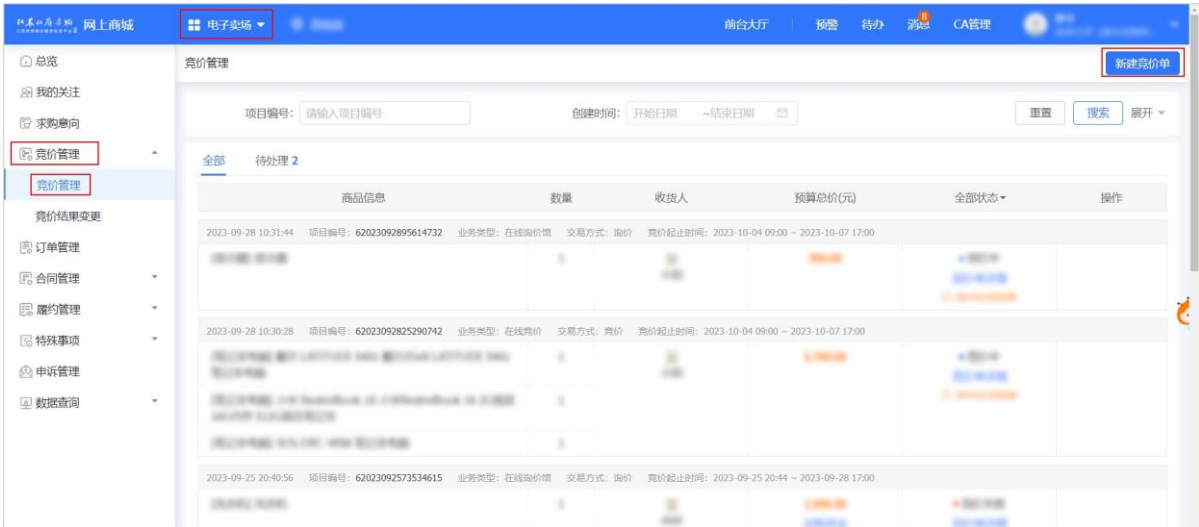 网上商城
电子卖场
前台大厅 预警 待办 消息 8 CA管理
总览
我的关注
求购意向
竞价管理
竞价管理
竞价结果变更
订单管理
合同管理
履约管理
特殊事项
申诉管理
数据查询
竞价管理 新建竞价单
项目编号： 请输入项目编号 创建时间： 开始日期 ~结束日期 重置 搜索 展开
全部 待处理 2
商品信息 数量 收货人 预算总价(元) 全部状态 操作
2023-09-28 10:31:44 项目编号：62023092895614732 业务类型：在线询价馆 交易方式：询价 竞价起止时间：2023-10-04 09:00 ~ 2023-10-07 17:00
1
2023-09-28 10:30:28 项目编号：62023092825290742 业务类型：在线竞价 交易方式：竞价 竞价起止时间：2023-10-04 09:00 ~ 2023-10-07 17:00
1
1
1
2023-09-25 20:40:56 项目编号：62023092573534615 业务类型：在线询价馆 交易方式：询价 竞价起止时间：2023-09-25 20:44 ~ 2023-09-28 17:00
1